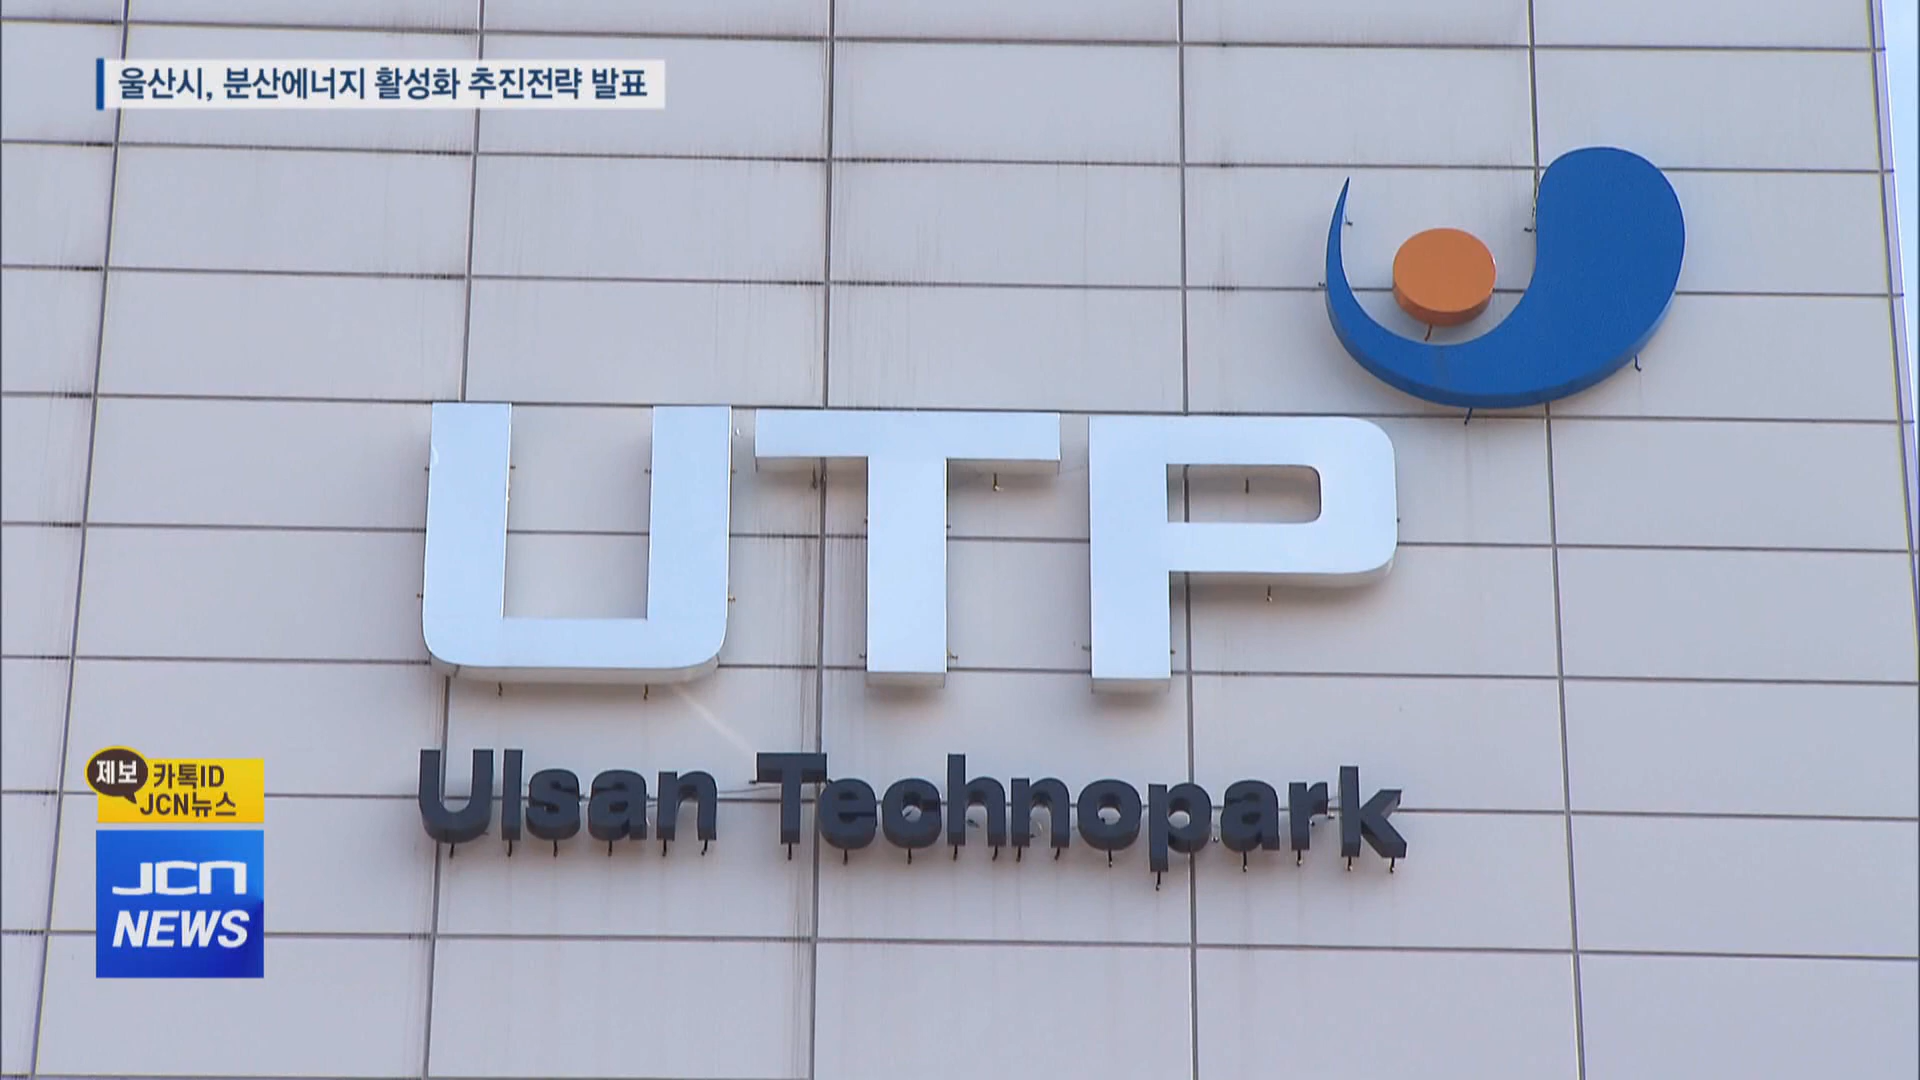 울산시, 분산에너지 활성화 추진전략 발표
UTP
Ulsan Technopark
제보 카톡ID
JCN뉴스
JCN
NEWS